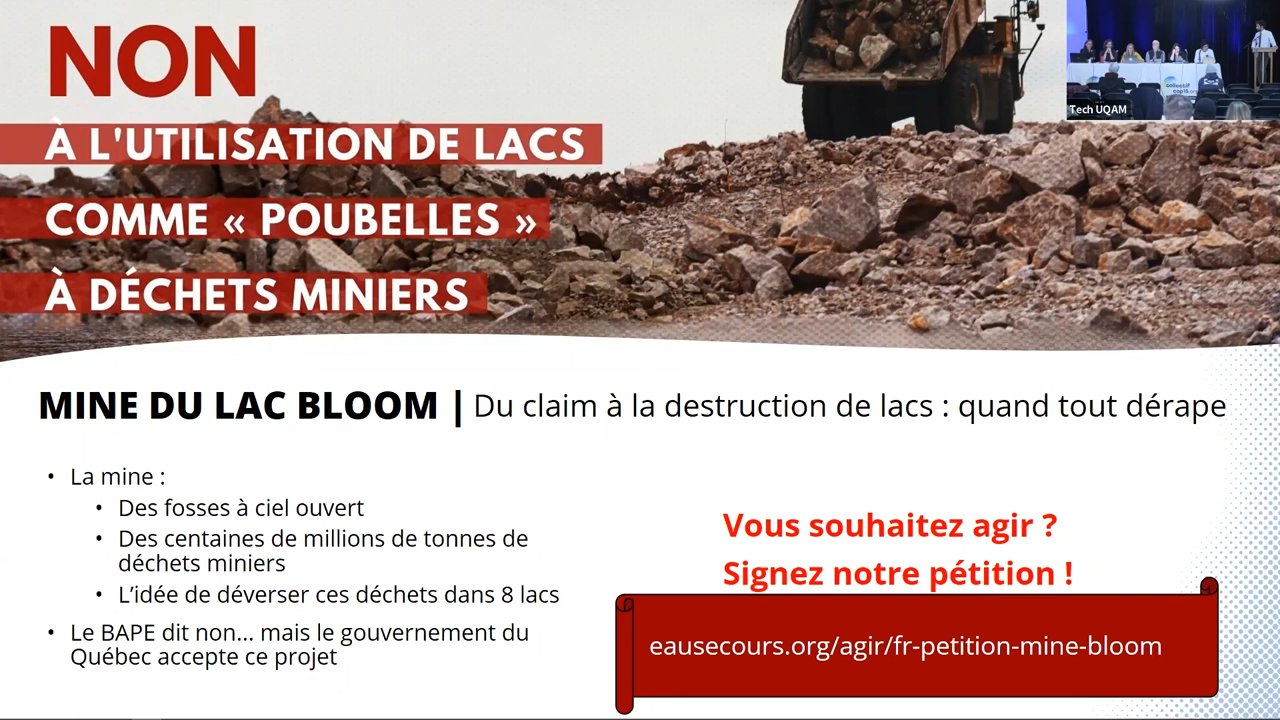 NON
À L'UTILISATION DE LACS
COMME « POUBELLES »
À DÉCHETS MINIERS
Tech UQAM
collectif
cop15.org
MINE DU LAC BLOOM | Du claim à la destruction de lacs : quand tout dérape
• La mine :
• Des fosses à ciel ouvert
• Des centaines de millions de tonnes de
déchets miniers
• L'idée de déverser ces déchets dans 8 lacs
• Le BAPE dit non... mais le gouvernement du
Québec accepte ce projet
Vous souhaitez agir ?
Signez notre pétition !
eausecours.org/agir/fr-petition-mine-bloom